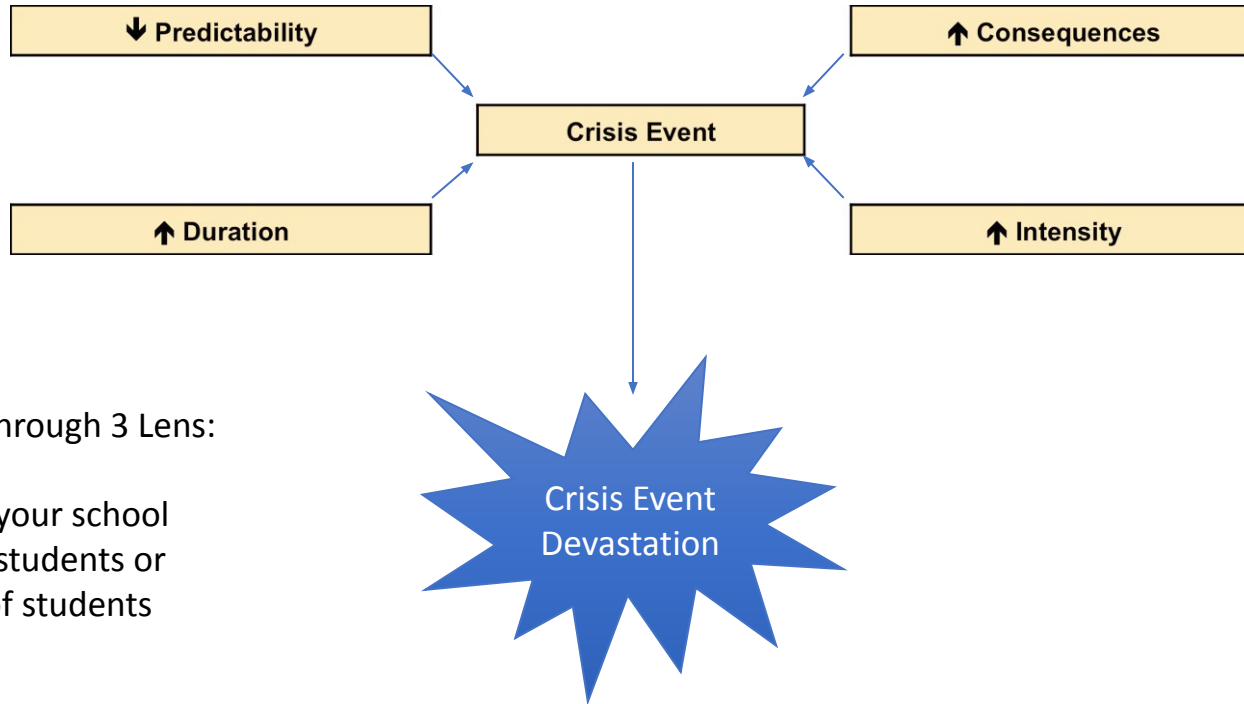 ↓ Predictability
↑ Consequences
Crisis Event
↑ Duration
↑ Intensity
hrough 3 Lens:
your school
students or
f students
Crisis Event
Devastation